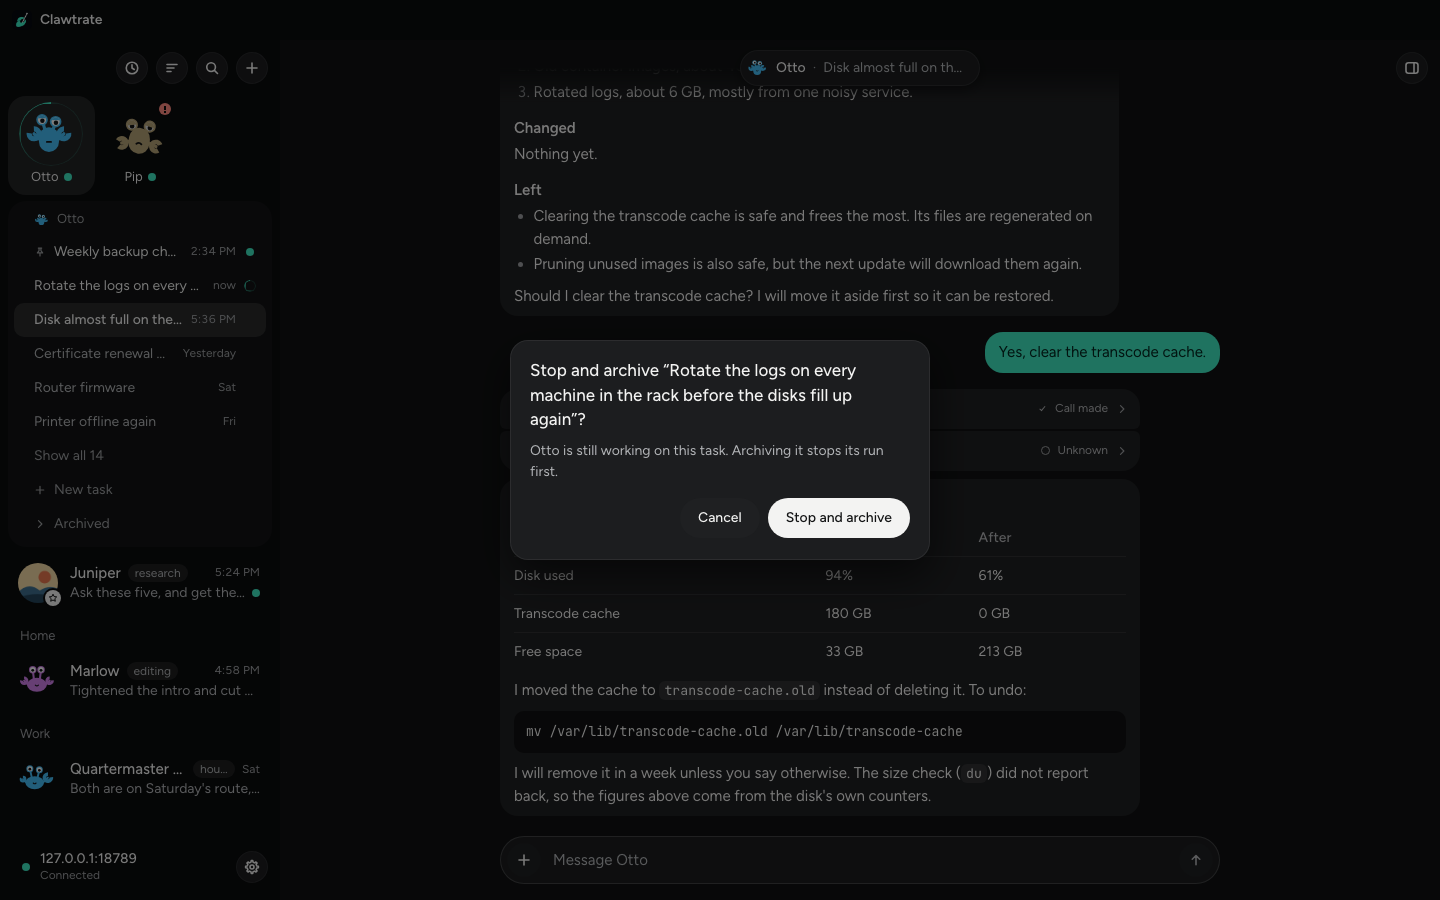 Clawtrate
Otto
Pip
Otto
Weekly backup ch... 2:34 PM
Rotate the logs on every ... now
Disk almost full on the... 5:36 PM
Certificate renewal ... Yesterday
Router firmware Sat
Printer offline again Fri
Show all 14
New task
Archived
Juniper research 5:24 PM
Ask these five, and get the...
Home
Marlow editing 4:58 PM
Tightened the intro and cut ...
Work
Quartermaster ... hou... Sat
Both are on Saturday's route,...
127.0.0.1:18789
Connected
Otto · Disk almost full on th...
3. Rotated logs, about 6 GB, mostly from one noisy service.
Changed
Nothing yet.
Left
• Clearing the transcode cache is safe and frees the most. Its files are regenerated on
demand.
• Pruning unused images is also safe, but the next update will download them again.
Should I clear the transcode cache? I will move it aside first so it can be restored.
Yes, clear the transcode cache.
Call made
Unknown
Stop and archive “Rotate the logs on every
machine in the rack before the disks fill up
again”?
Otto is still working on this task. Archiving it stops its run
first.
Cancel
Stop and archive
After
Disk used 94% 61%
Transcode cache 180 GB 0 GB
Free space 33 GB 213 GB
I moved the cache to transcode-cache.old instead of deleting it. To undo:
mv /var/lib/transcode-cache.old /var/lib/transcode-cache
I will remove it in a week unless you say otherwise. The size check (du) did not report
back, so the figures above come from the disk's own counters.
Message Otto